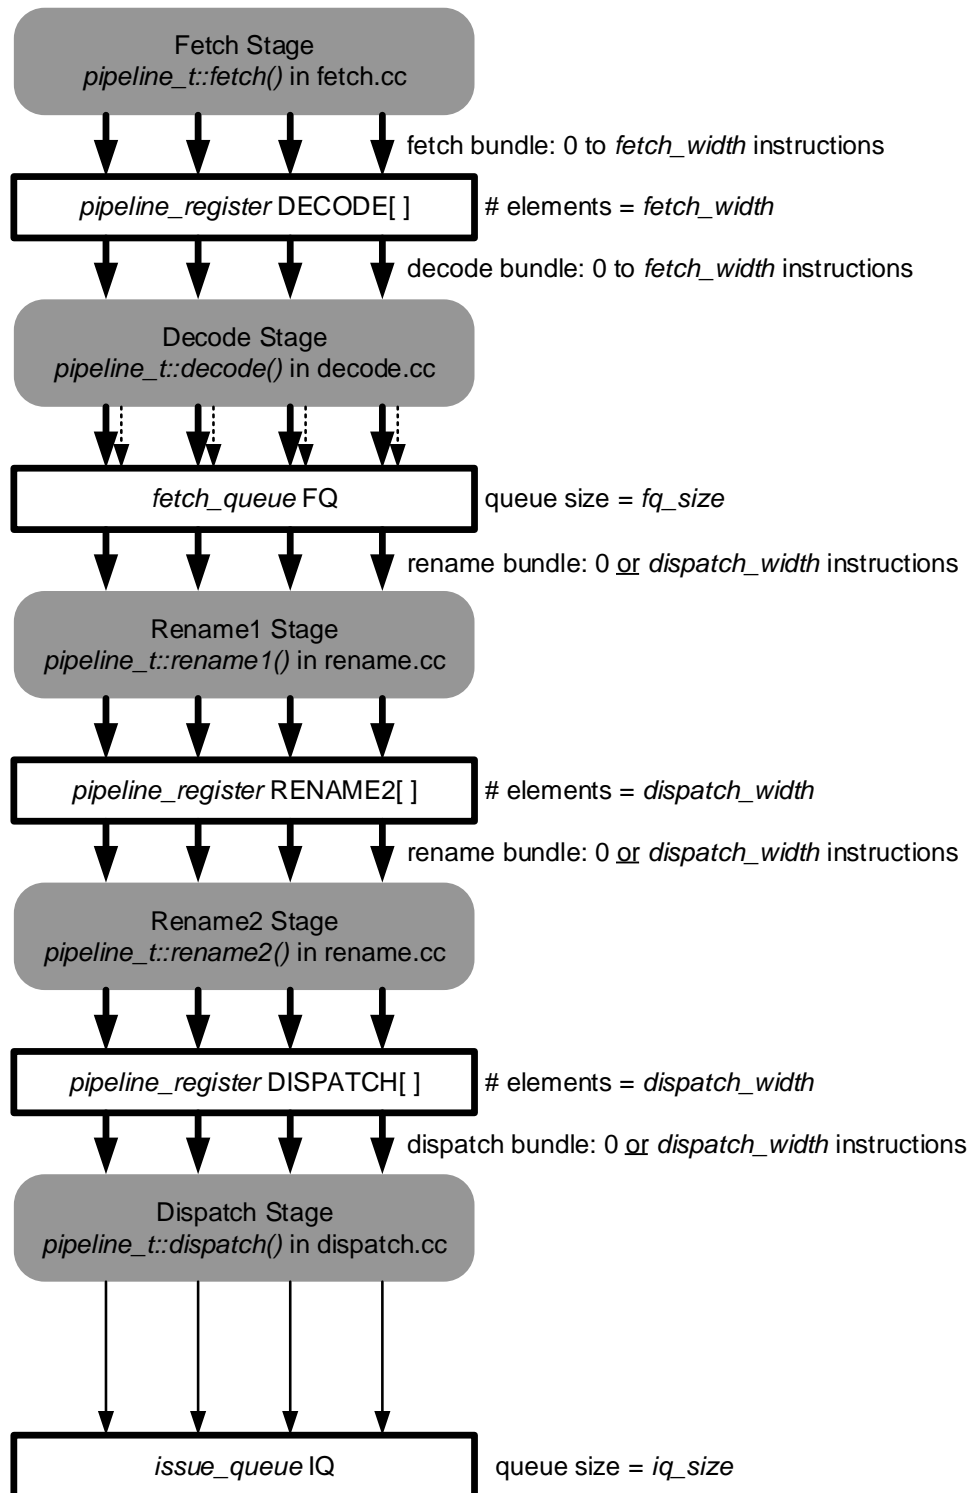 Fetch Stage
pipeline_t::fetch() in fetch.cc
fetch bundle: 0 to fetch_width instructions
pipeline_register DECODE[ ]
# elements = fetch_width
decode bundle: 0 to fetch_width instructions
Decode Stage
pipeline_t::decode() in decode.cc
fetch_queue FQ
queue size = fq_size
rename bundle: 0 or dispatch_width instructions
Rename1 Stage
pipeline_t::rename1() in rename.cc
pipeline_register RENAME2[ ]
# elements = dispatch_width
rename bundle: 0 or dispatch_width instructions
Rename2 Stage
pipeline_t::rename2() in rename.cc
pipeline_register DISPATCH[ ]
# elements = dispatch_width
dispatch bundle: 0 or dispatch_width instructions
Dispatch Stage
pipeline_t::dispatch() in dispatch.cc
issue_queue IQ
queue size = iq_size